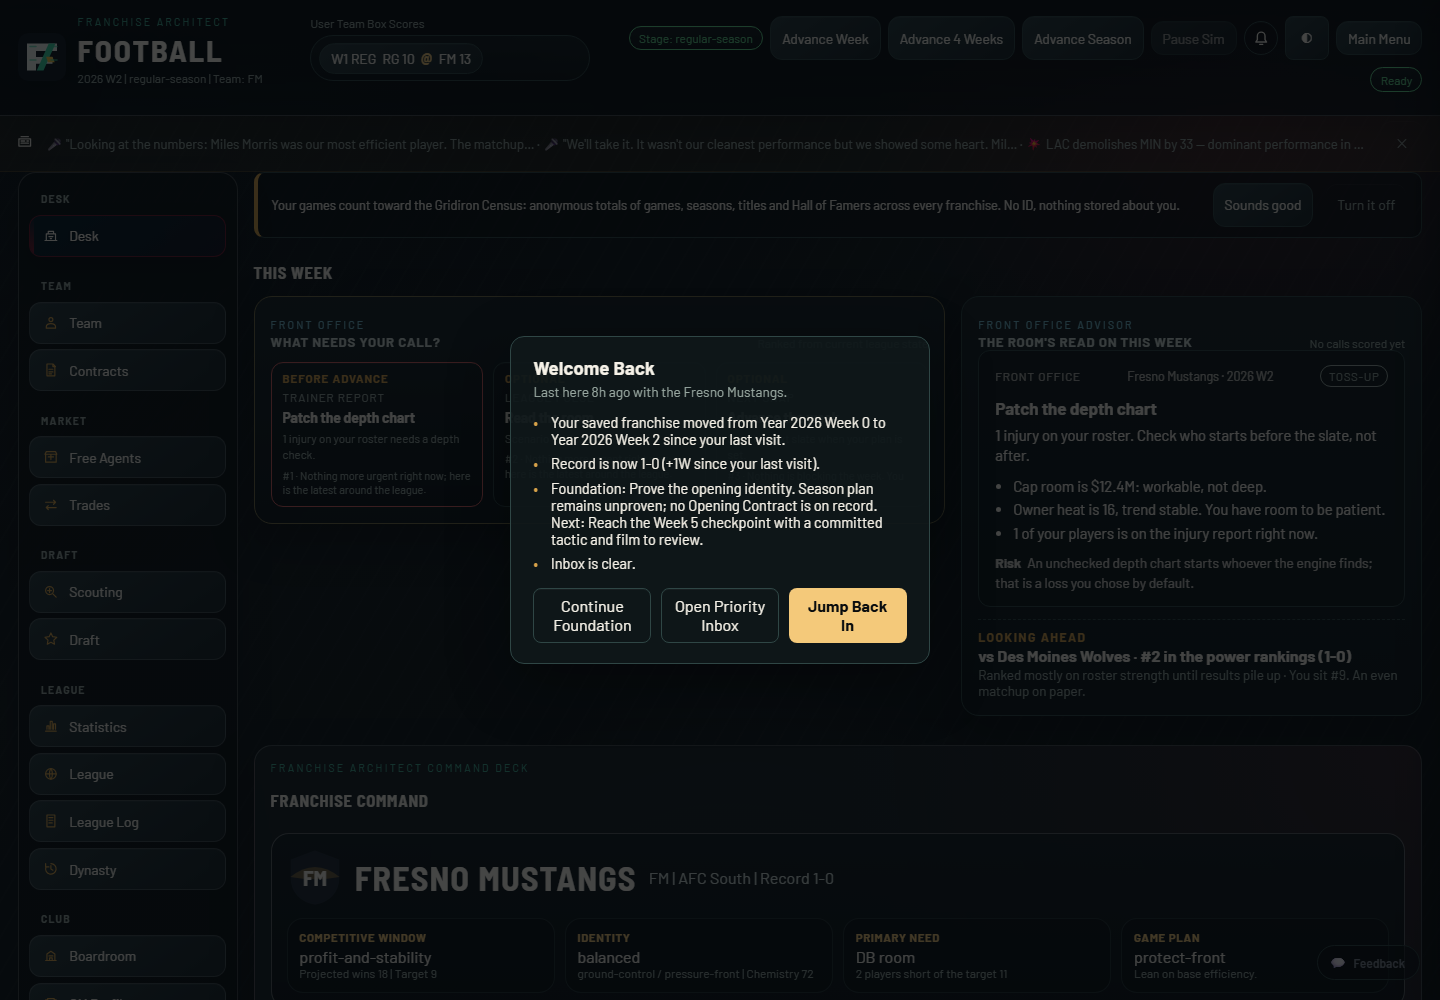 FRANCHISE ARCHITECT
FOOTBALL
2026 W2 | regular-season | Team: FM
User Team Box Scores
W1 REG RG 10 @ FM 13
Stage: regular-season
Advance Week
Advance 4 Weeks
Advance Season
Pause Sim
Main Menu
Ready
"Looking at the numbers: Miles Morris was our most efficient player. The matchup... · "We'll take it. It wasn't our cleanest performance but we showed some heart. Mil... · LAC demolishes MIN by 33 — dominant performance in ...
Your games count toward the Gridiron Census: anonymous totals of games, seasons, titles and Hall of Famers across every franchise. No ID, nothing stored about you.
Sounds good
Turn it off
DESK
Desk
TEAM
Team
Contracts
MARKET
Free Agents
Trades
DRAFT
Scouting
Draft
LEAGUE
Statistics
League
League Log
Dynasty
CLUB
Boardroom
THIS WEEK
FRONT OFFICE
WHAT NEEDS YOUR CALL?
BEFORE ADVANCE
TRAINER REPORT
Patch the depth chart
1 injury on your roster needs a depth
check.
#1 · Nothing more urgent right now; here
is the latest around the league.
Welcome Back
Last here 8h ago with the Fresno Mustangs.
• Your saved franchise moved from Year 2026 Week 0 to
Year 2026 Week 2 since your last visit.
• Record is now 1-0 (+1W since your last visit).
• Foundation: Prove the opening identity. Season plan
remains unproven; no Opening Contract is on record.
Next: Reach the Week 5 checkpoint with a committed
tactic and film to review.
• Inbox is clear.
Continue
Foundation
Open Priority
Inbox
Jump Back
In
FRONT OFFICE ADVISOR
THE ROOM'S READ ON THIS WEEK
No calls scored yet
FRONT OFFICE
Fresno Mustangs · 2026 W2
TOSS-UP
Patch the depth chart
1 injury on your roster. Check who starts before the slate, not
after.
• Cap room is $12.4M: workable, not deep.
• Owner heat is 16, trend stable. You have room to be patient.
• 1 of your players is on the injury report right now.
Risk An unchecked depth chart starts whoever the engine finds;
that is a loss you chose by default.
LOOKING AHEAD
vs Des Moines Wolves · #2 in the power rankings (1-0)
Ranked mostly on roster strength until results pile up · You sit #9. An even
matchup on paper.
FRANCHISE ARCHITECT COMMAND DECK
FRANCHISE COMMAND
FM
FRESNO MUSTANGS
FM | AFC South | Record 1-0
COMPETITIVE WINDOW
profit-and-stability
Projected wins 18 | Target 9
IDENTITY
balanced
ground-control / pressure-front | Chemistry 72
PRIMARY NEED
DB room
2 players short of the target 11
GAME PLAN
protect-front
Lean on base efficiency.
Feedback